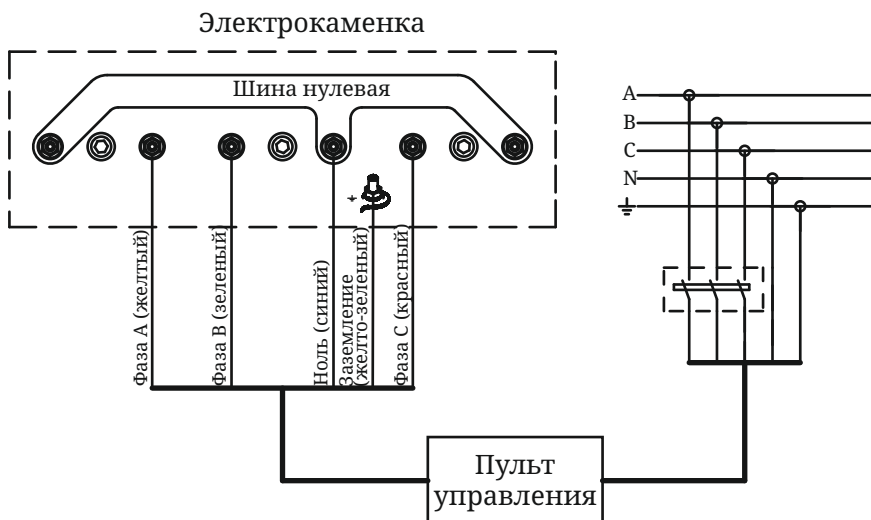 Электрокаменка
Шина нулевая
A
B
C
N
Фаза А (желтый)
Фаза В (зеленый)
Ноль (синий)
Заземление
(желто-зеленый)
Фаза С (красный)
Пульт
управления